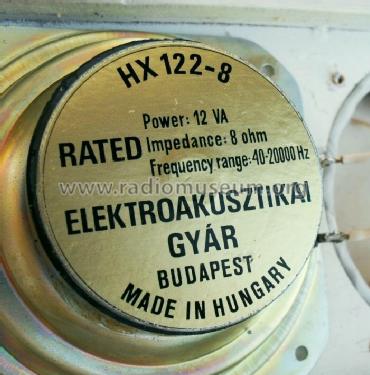 HX 122-8
Power: 12 VA
RATED Impedance: 8 ohm
Frequency range: 40-20000 Hz
www.radiomuseum.org
ELEKTROAKUSZTIKAI
GYÁR
BUDAPEST
MADE IN HUNGARY